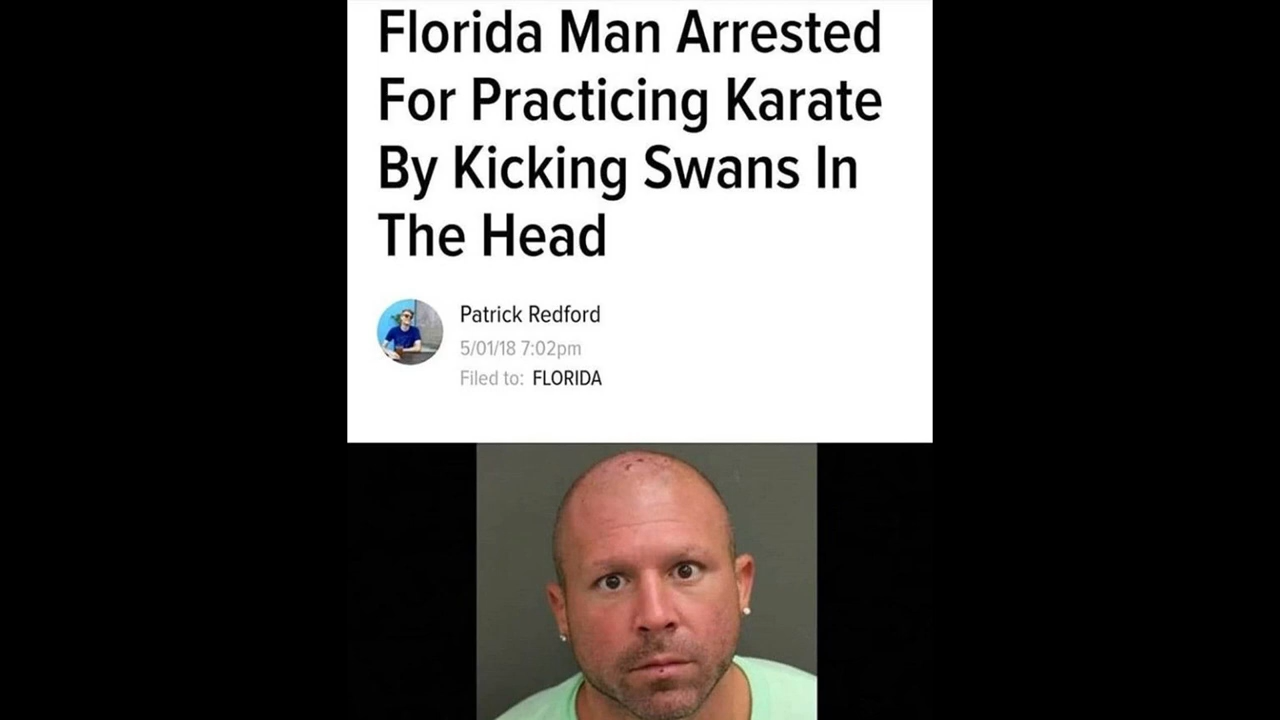 Florida Man Arrested
For Practicing Karate
By Kicking Swans In
The Head
Patrick Redford
5/01/18 7:02pm
Filed to: FLORIDA